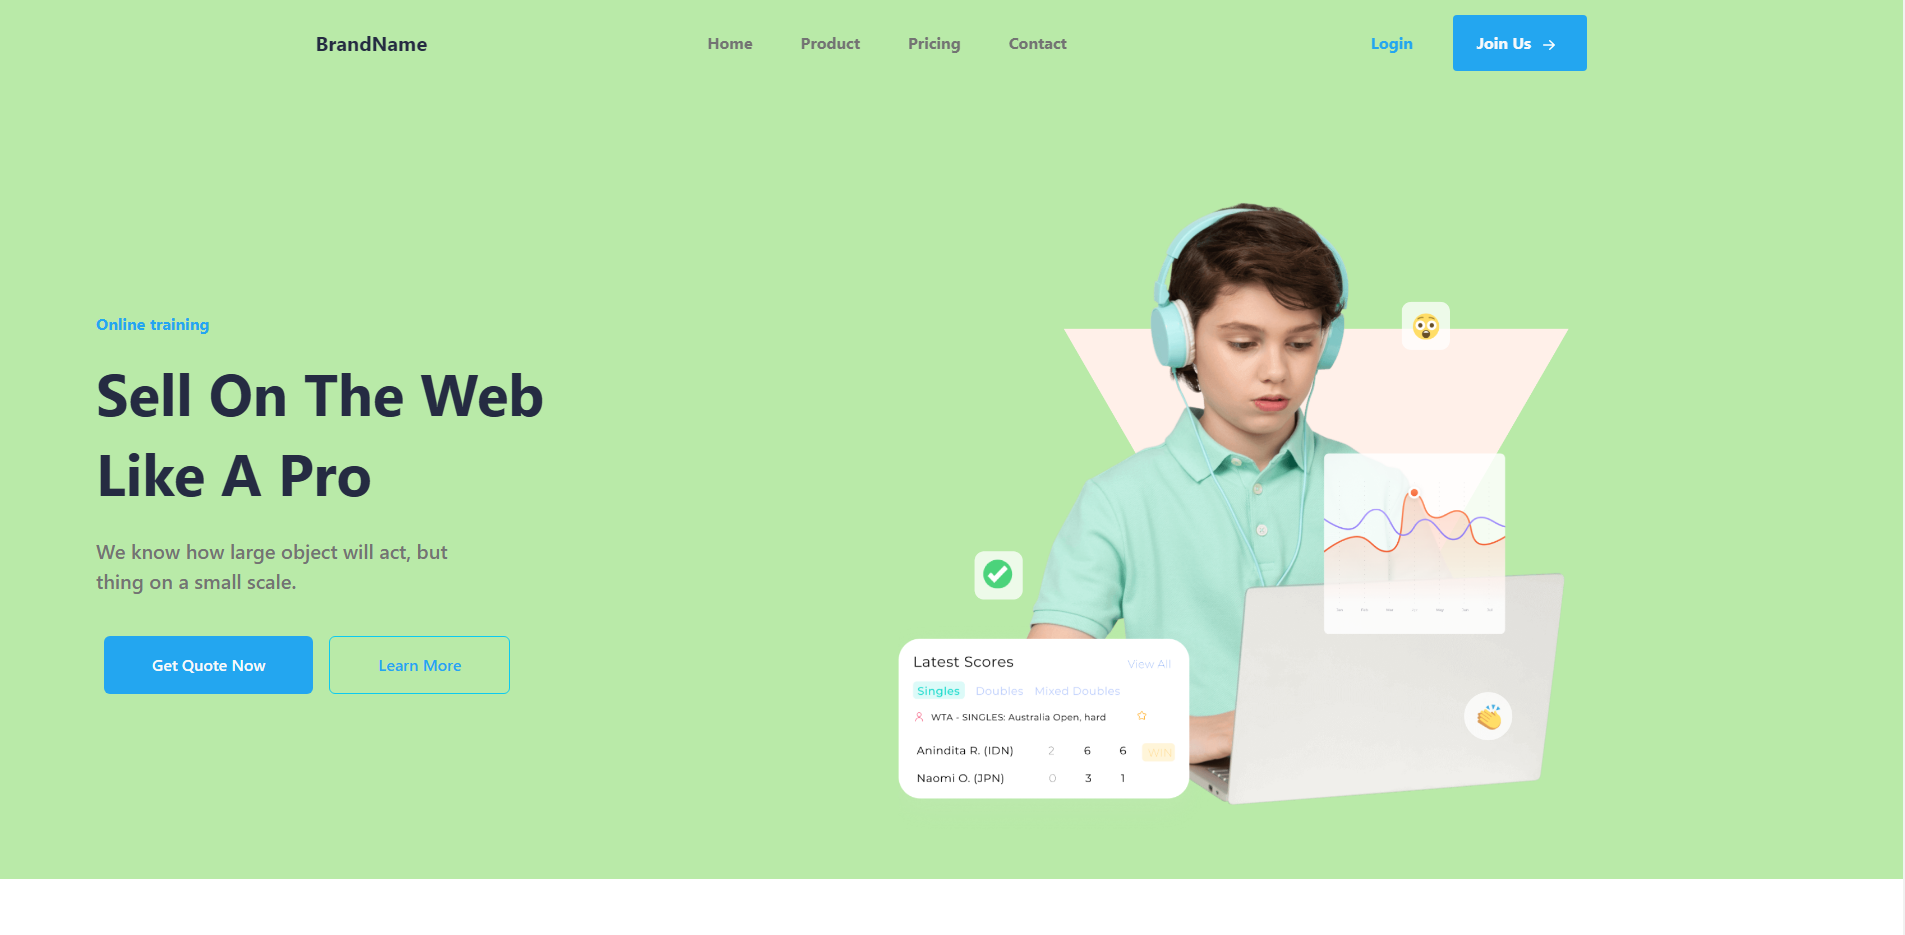 BrandName
Home Product Pricing Contact
Login
Join Us →
Online training
Sell On The Web
Like A Pro
We know how large object will act, but
thing on a small scale.
Get Quote Now
Learn More
Latest Scores
View All
Singles Doubles Mixed Doubles
WTA - SINGLES: Australia Open, hard
Anindita R. (IDN) 2 6 6 WIN
Naomi O. (JPN) 0 3 1